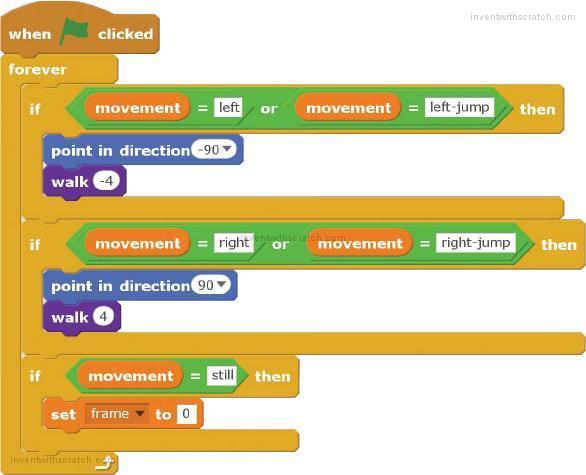 inventwithscratch.com
when clicked
forever
if movement = left or movement = left-jump then
point in direction -90
walk -4
if movement = right or movement = right-jump then
inventwithscratch.com
point in direction 90
walk 4
if movement = still then
set frame to 0
inventwithscratch.com